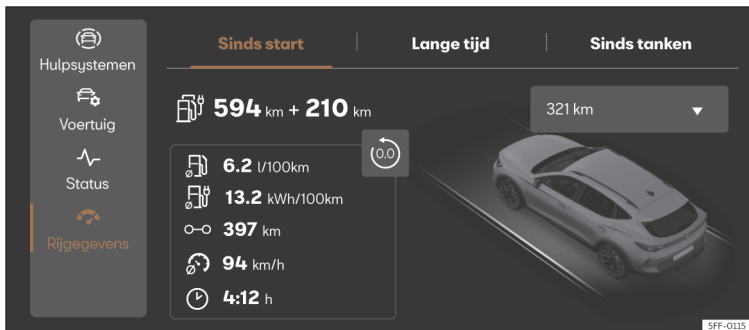 Sinds start Lange tijd Sinds tanken
Hulpsystemen
Voertuig
Status
Rijgegevens
594 km + 210 km
321 km
(0.0)
6.2 l/100km
13.2 kWh/100km
397 km
94 km/h
4:12 h
5FF-0115